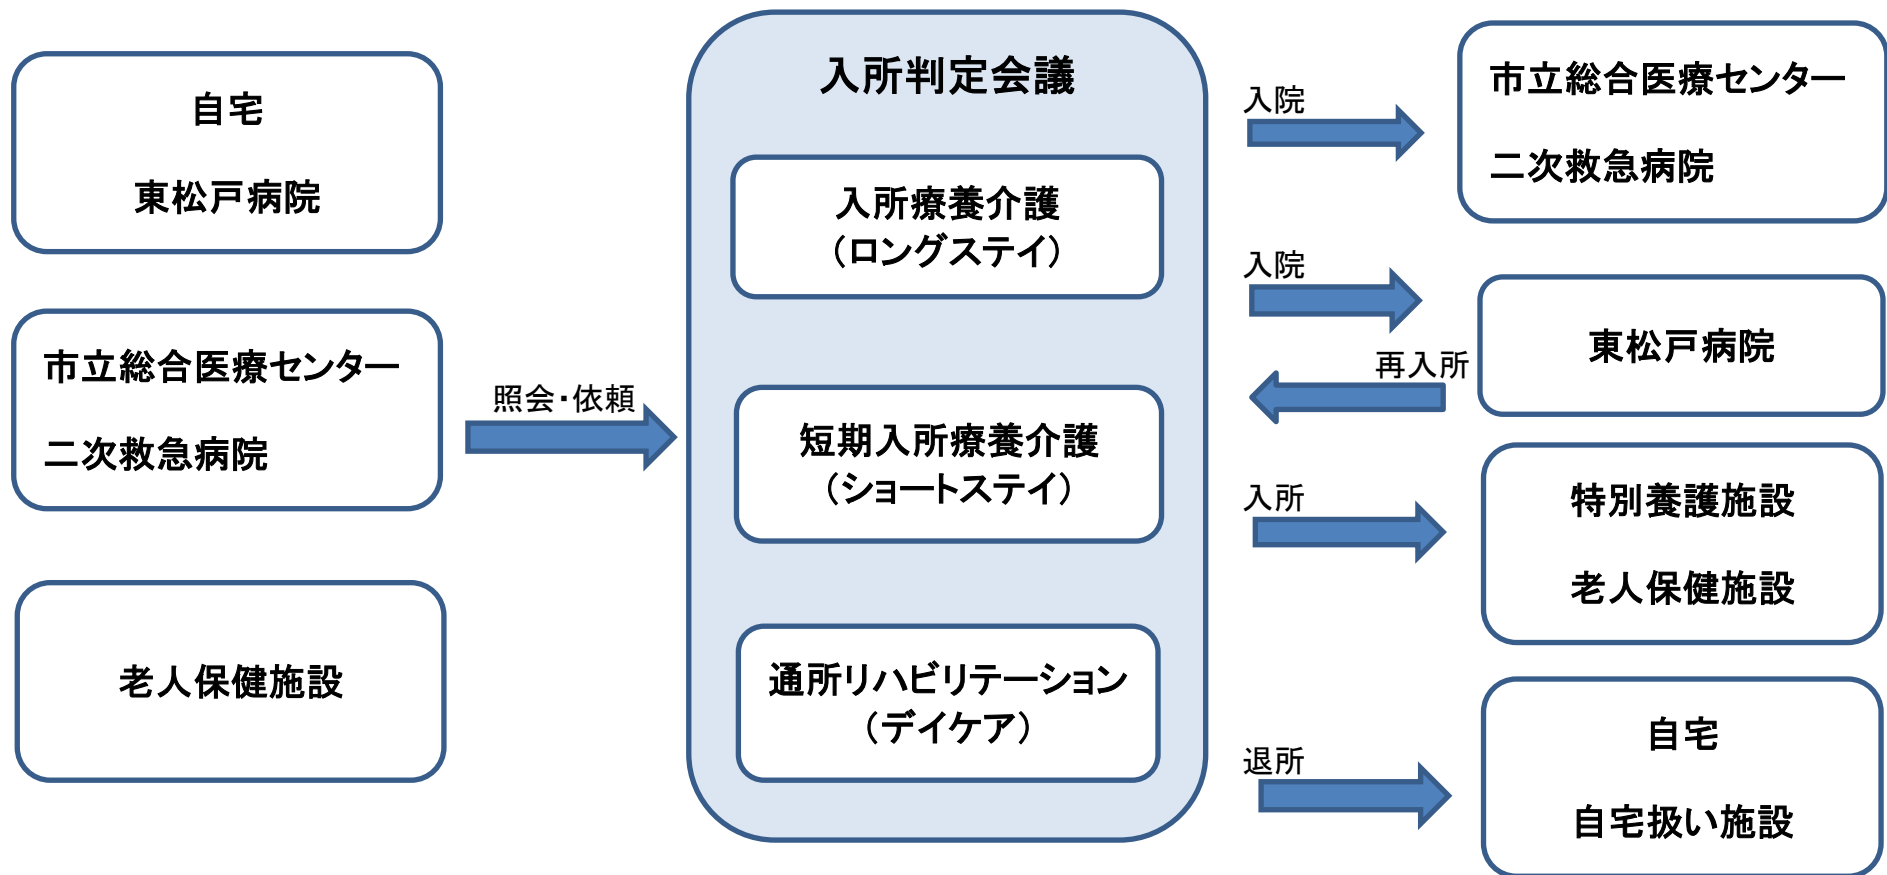 自宅
東松戸病院
市立総合医療センター
二次救急病院
老人保健施設
照会・依頼
入所判定会議
入所療養介護
（ロングステイ）
短期入所療養介護
（ショートステイ）
通所リハビリテーション
（デイケア）
入院
市立総合医療センター
二次救急病院
入院
東松戸病院
再入所
入所
特別養護施設
老人保健施設
退所
自宅
自宅扱い施設